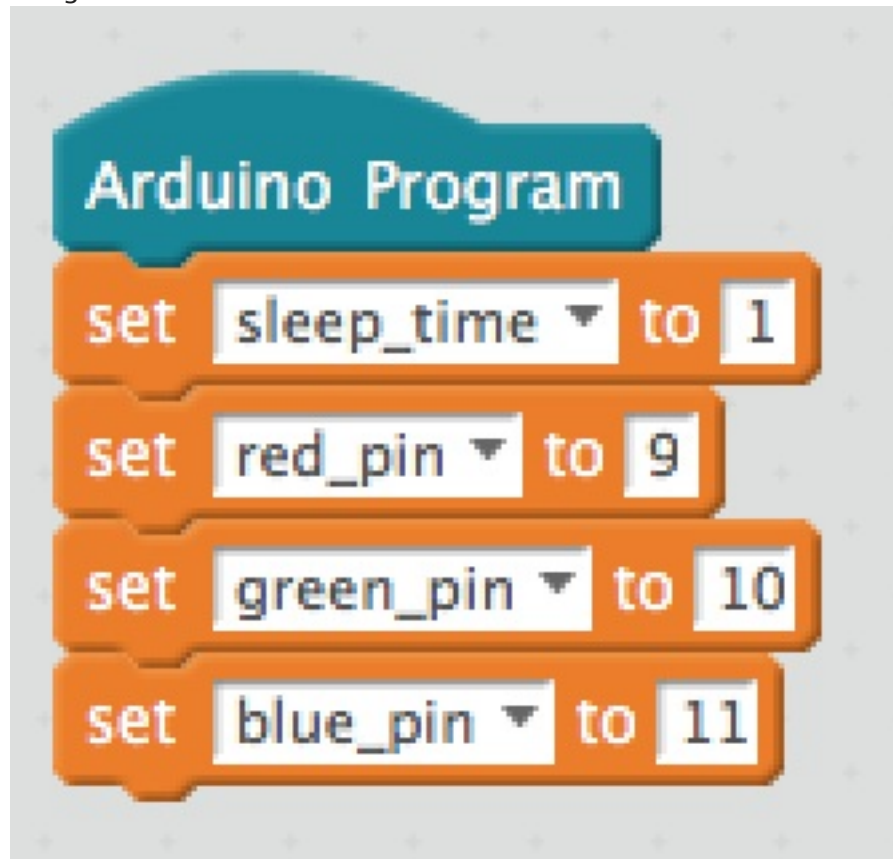 Arduino Program
set sleep_time to 1
set red_pin to 9
set green_pin to 10
set blue_pin to 11